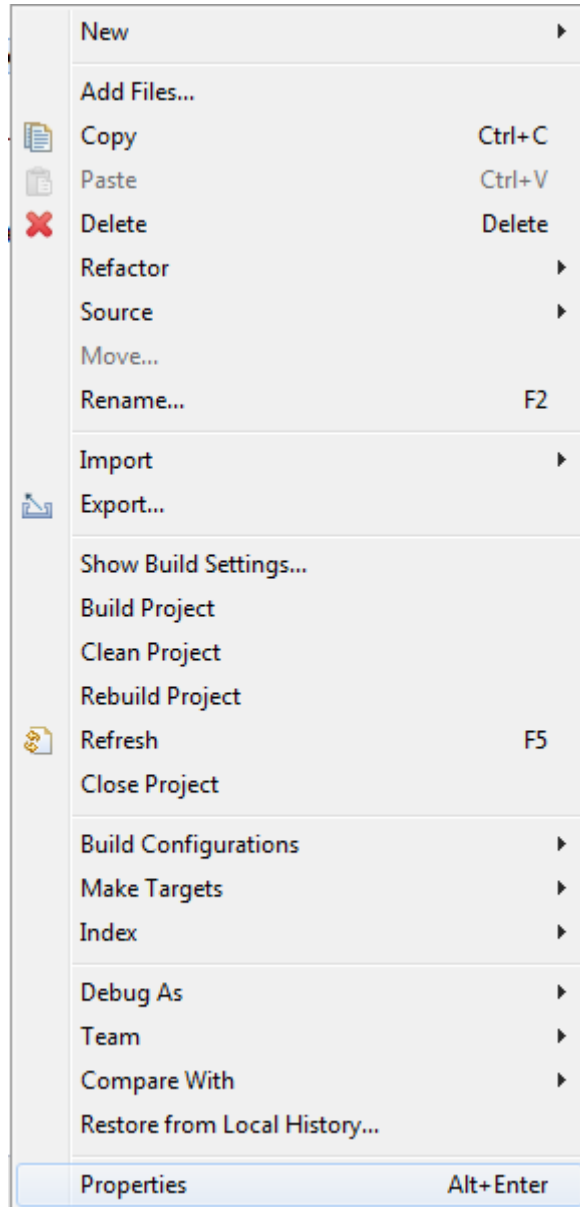 New
Add Files...
Copy Ctrl+C
Paste Ctrl+V
Delete Delete
Refactor
Source
Move...
Rename... F2
Import
Export...
Show Build Settings...
Build Project
Clean Project
Rebuild Project
Refresh F5
Close Project
Build Configurations
Make Targets
Index
Debug As
Team
Compare With
Restore from Local History...
Properties Alt+Enter